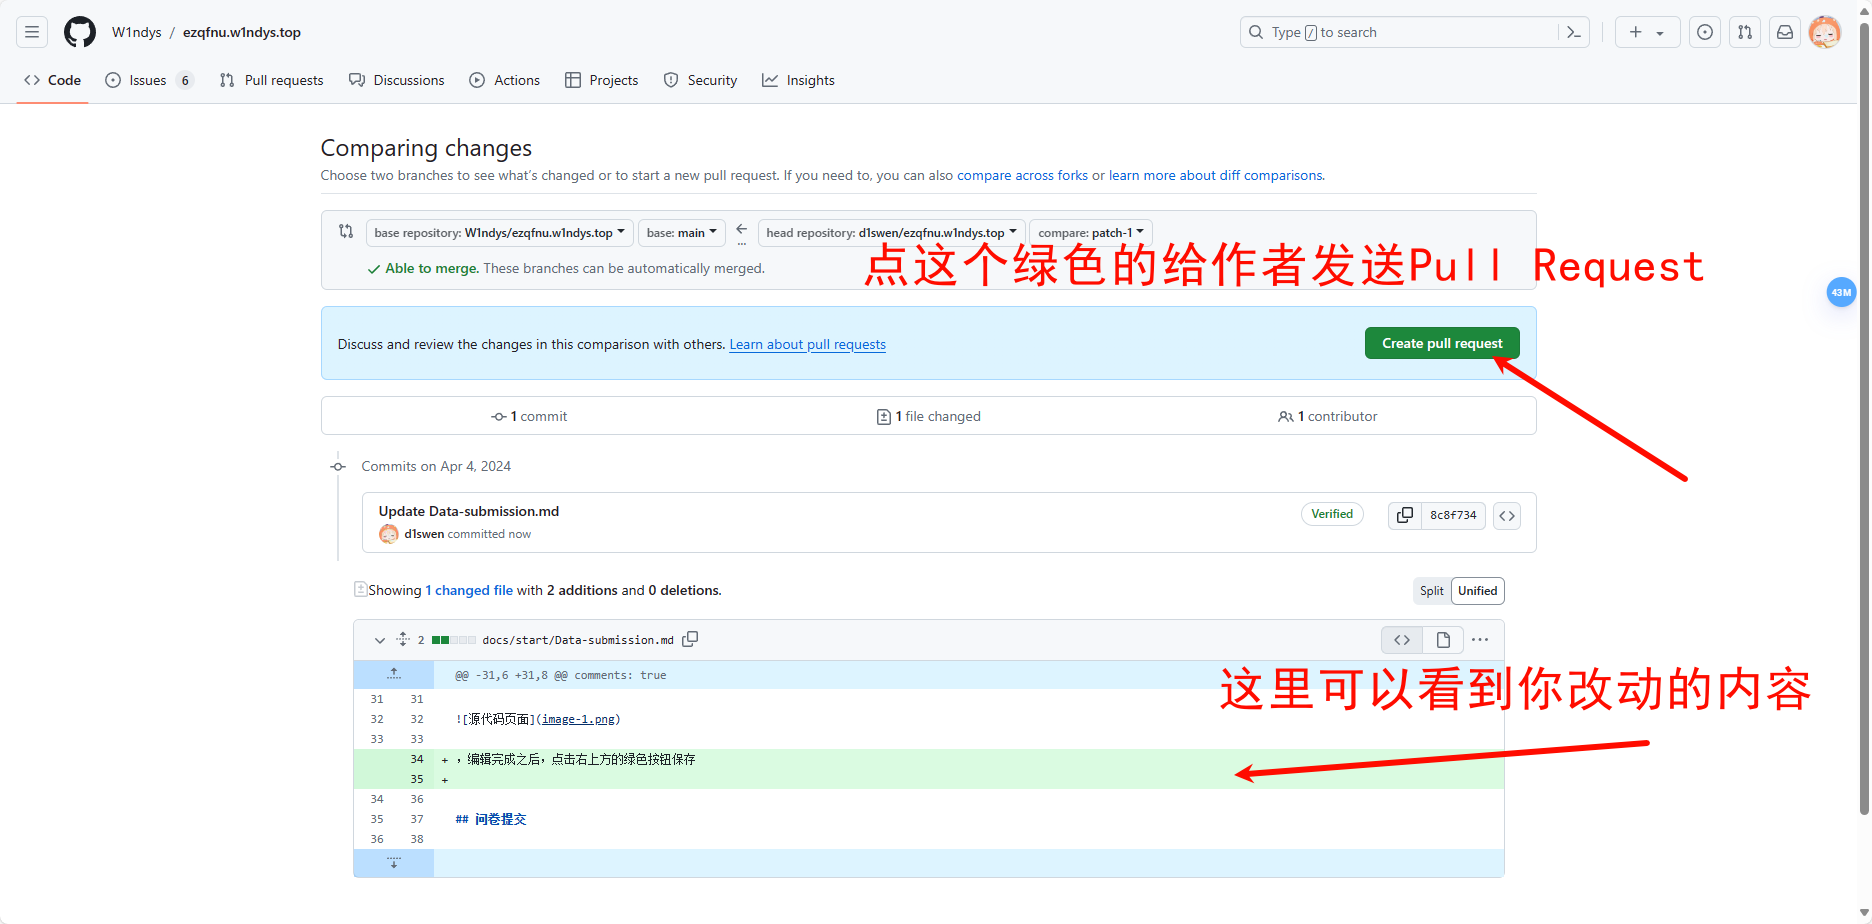 W1ndys / ezqfnu.w1ndys.top
Type / to search
Code Issues 6 Pull requests Discussions Actions Projects Security Insights
Comparing changes
Choose two branches to see what's changed or to start a new pull request. If you need to, you can also compare across forks or learn more about diff comparisons.
base repository: W1ndys/ezqfnu.w1ndys.top base: main ... head repository: d1swen/ezqfnu.w1ndys.top compare: patch-1
Able to merge. These branches can be automatically merged.
点这个绿色的给作者发送Pull Request
43M
Discuss and review the changes in this comparison with others. Learn about pull requests
Create pull request
1 commit 1 file changed 1 contributor
Commits on Apr 4, 2024
Update Data-submission.md
d1swen committed now
Verified 8c8f734
Showing 1 changed file with 2 additions and 0 deletions.
Split Unified
2 docs/start/Data-submission.md
@@ -31,6 +31,8 @@ comments: true
这里可以看到你改动的内容
31 31
32 32 ![源代码页面](image-1.png)
33 33
34 + ，编辑完成之后，点击右上方的绿色按钮保存
35 +
34 36
35 37 ## 问卷提交
36 38